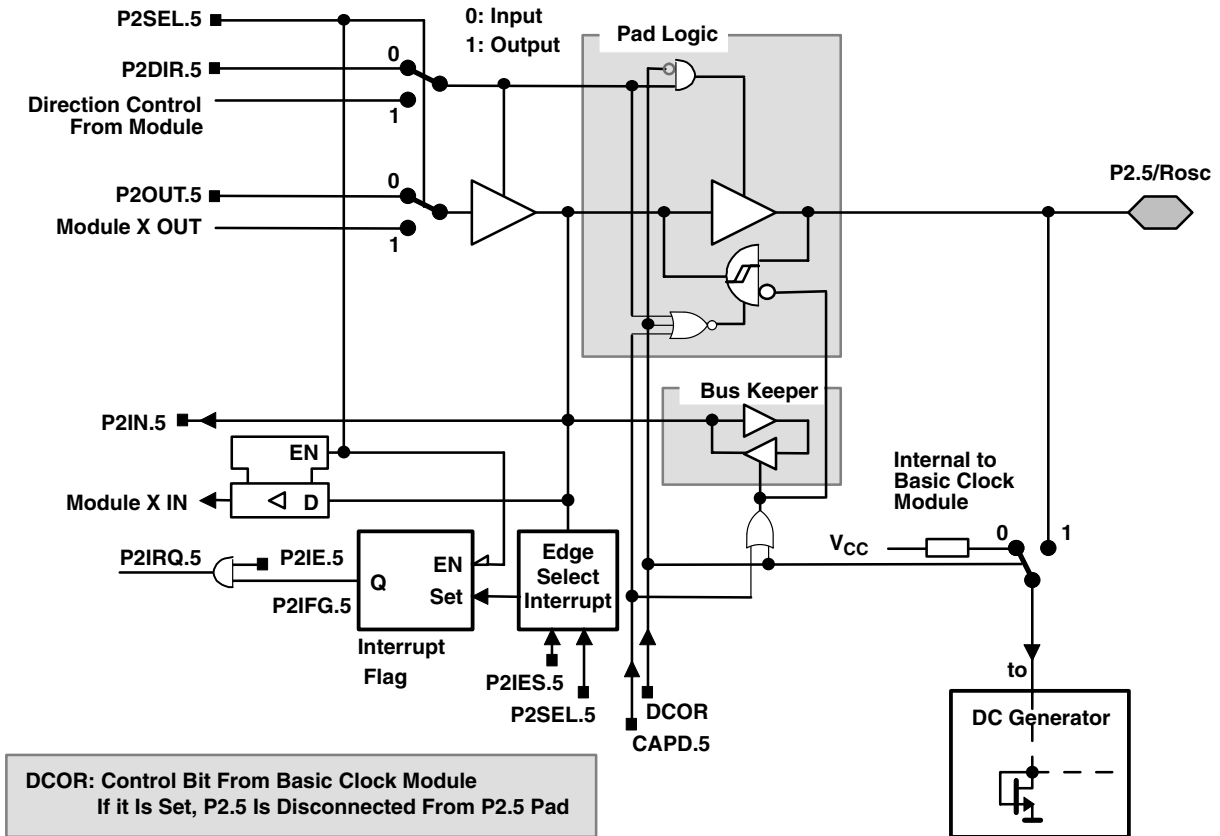 P2SEL.5
0: Input
1: Output
Pad Logic
P2DIR.5
0
Direction Control
From Module
1
P2OUT.5
0
Module X OUT
1
P2.5/Rosc
Bus Keeper
P2IN.5
EN
Module X IN
D
Internal to
Basic Clock
Module
VCC
0
1
P2IRQ.5
P2IE.5
P2IFG.5
Q
EN
Set
Interrupt
Flag
Edge
Select
Interrupt
P2IES.5
P2SEL.5
DCOR
CAPD.5
to
DC Generator
DCOR: Control Bit From Basic Clock Module
If it Is Set, P2.5 Is Disconnected From P2.5 Pad